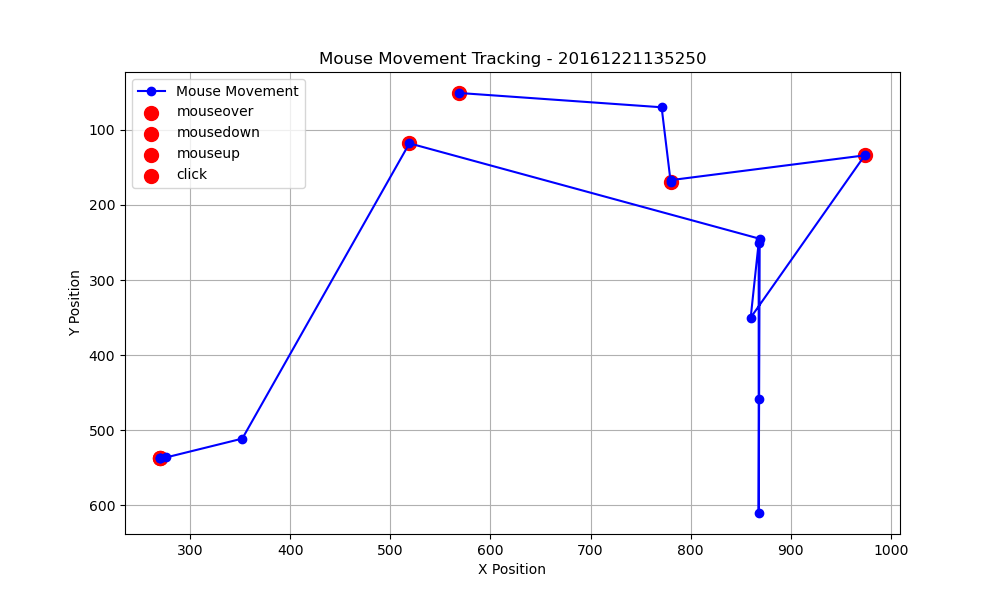 Mouse Movement Tracking - 20161221135250
Mouse Movement
mouseover
mousedown
mouseup
click
100
200
300
400
500
600
Y Position
300 400 500 600 700 800 900 1000
X Position